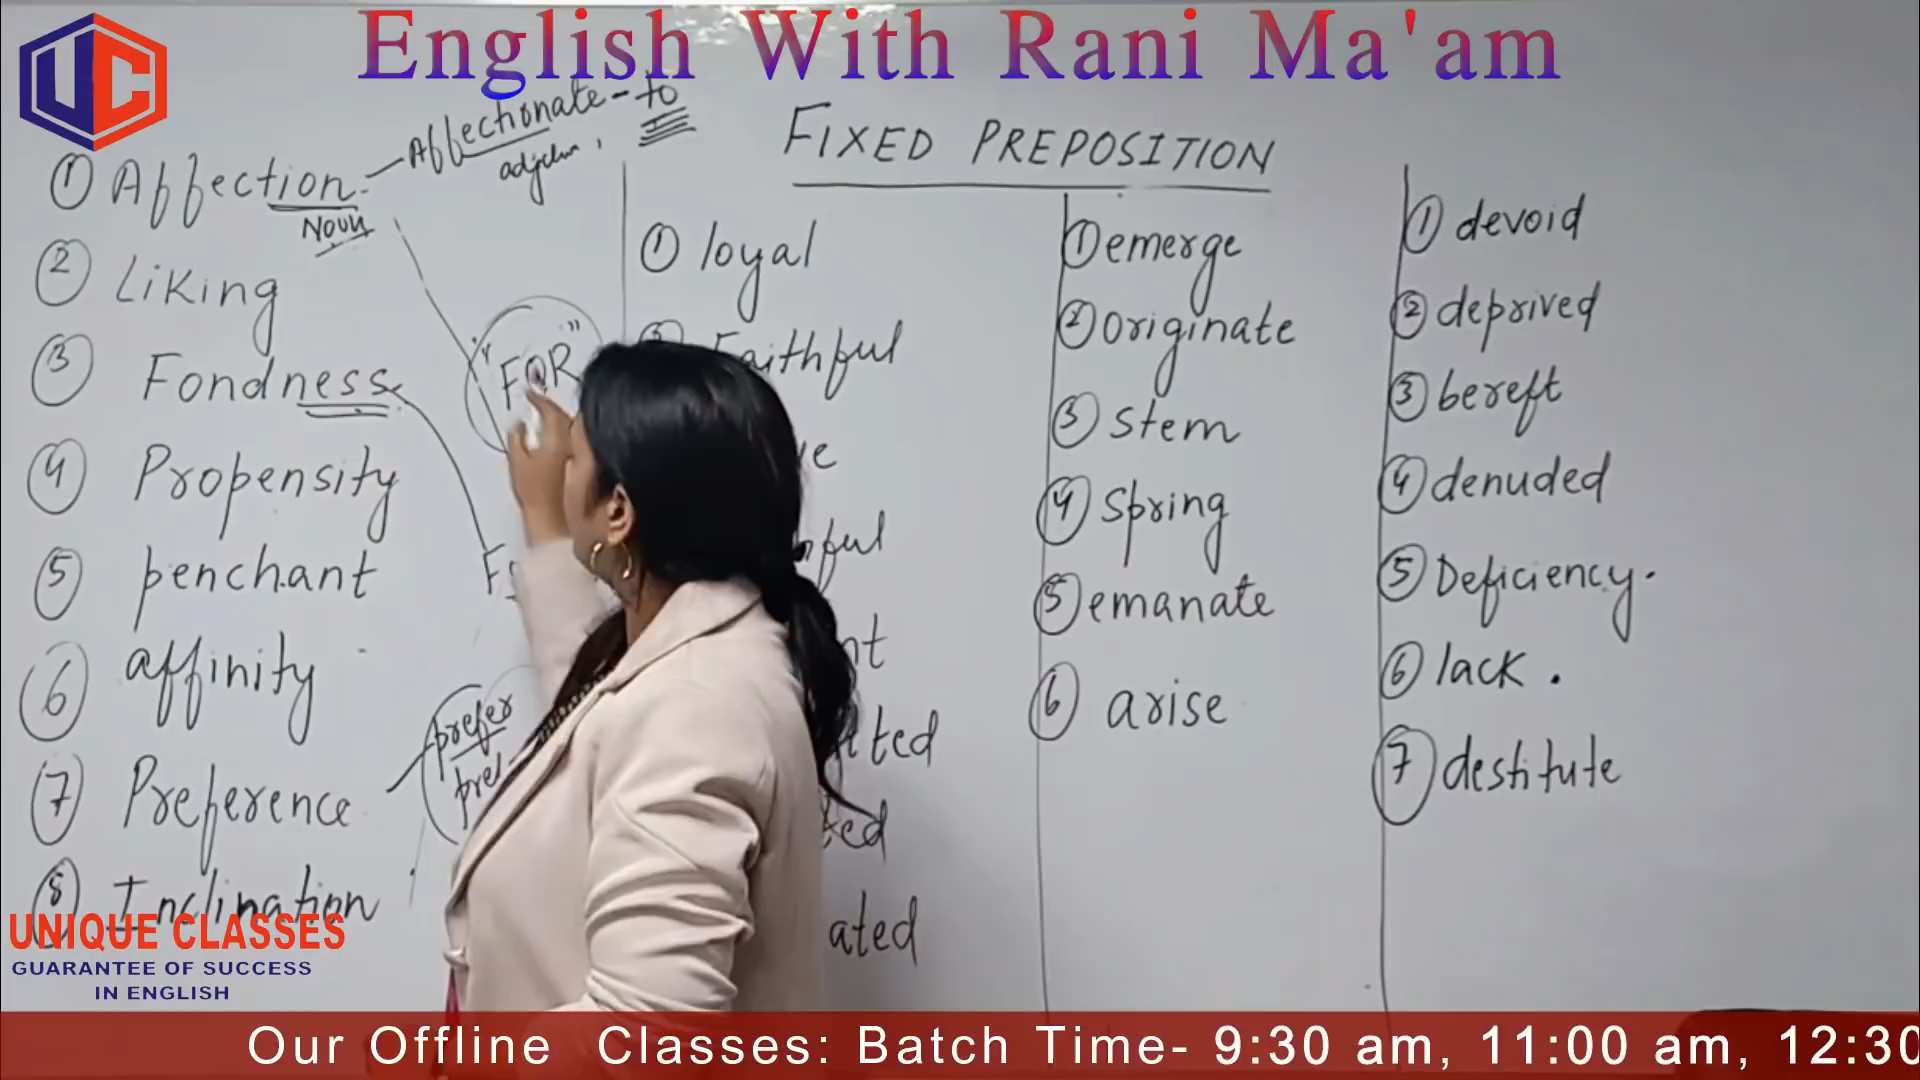 English With Rani Ma'am
UC
FIXED PREPOSITION
① Affection - Affectionate - to
Noun
adjective
② Liking
③ Fondness
④ Propensity
⑤ penchant
⑥ affinity
⑦ Preference
prefer
⑧ Inclination
"FOR"
① loyal
Faithful
① emerge
② originate
③ Stem
④ Spring
⑤ emanate
⑥ arise
① devoid
② deprived
③ bereft
④ denuded
⑤ Deficiency.
⑥ lack .
⑦ destitute
UNIQUE CLASSES
GUARANTEE OF SUCCESS
IN ENGLISH
Our Offline Classes: Batch Time- 9:30 am, 11:00 am, 12:30